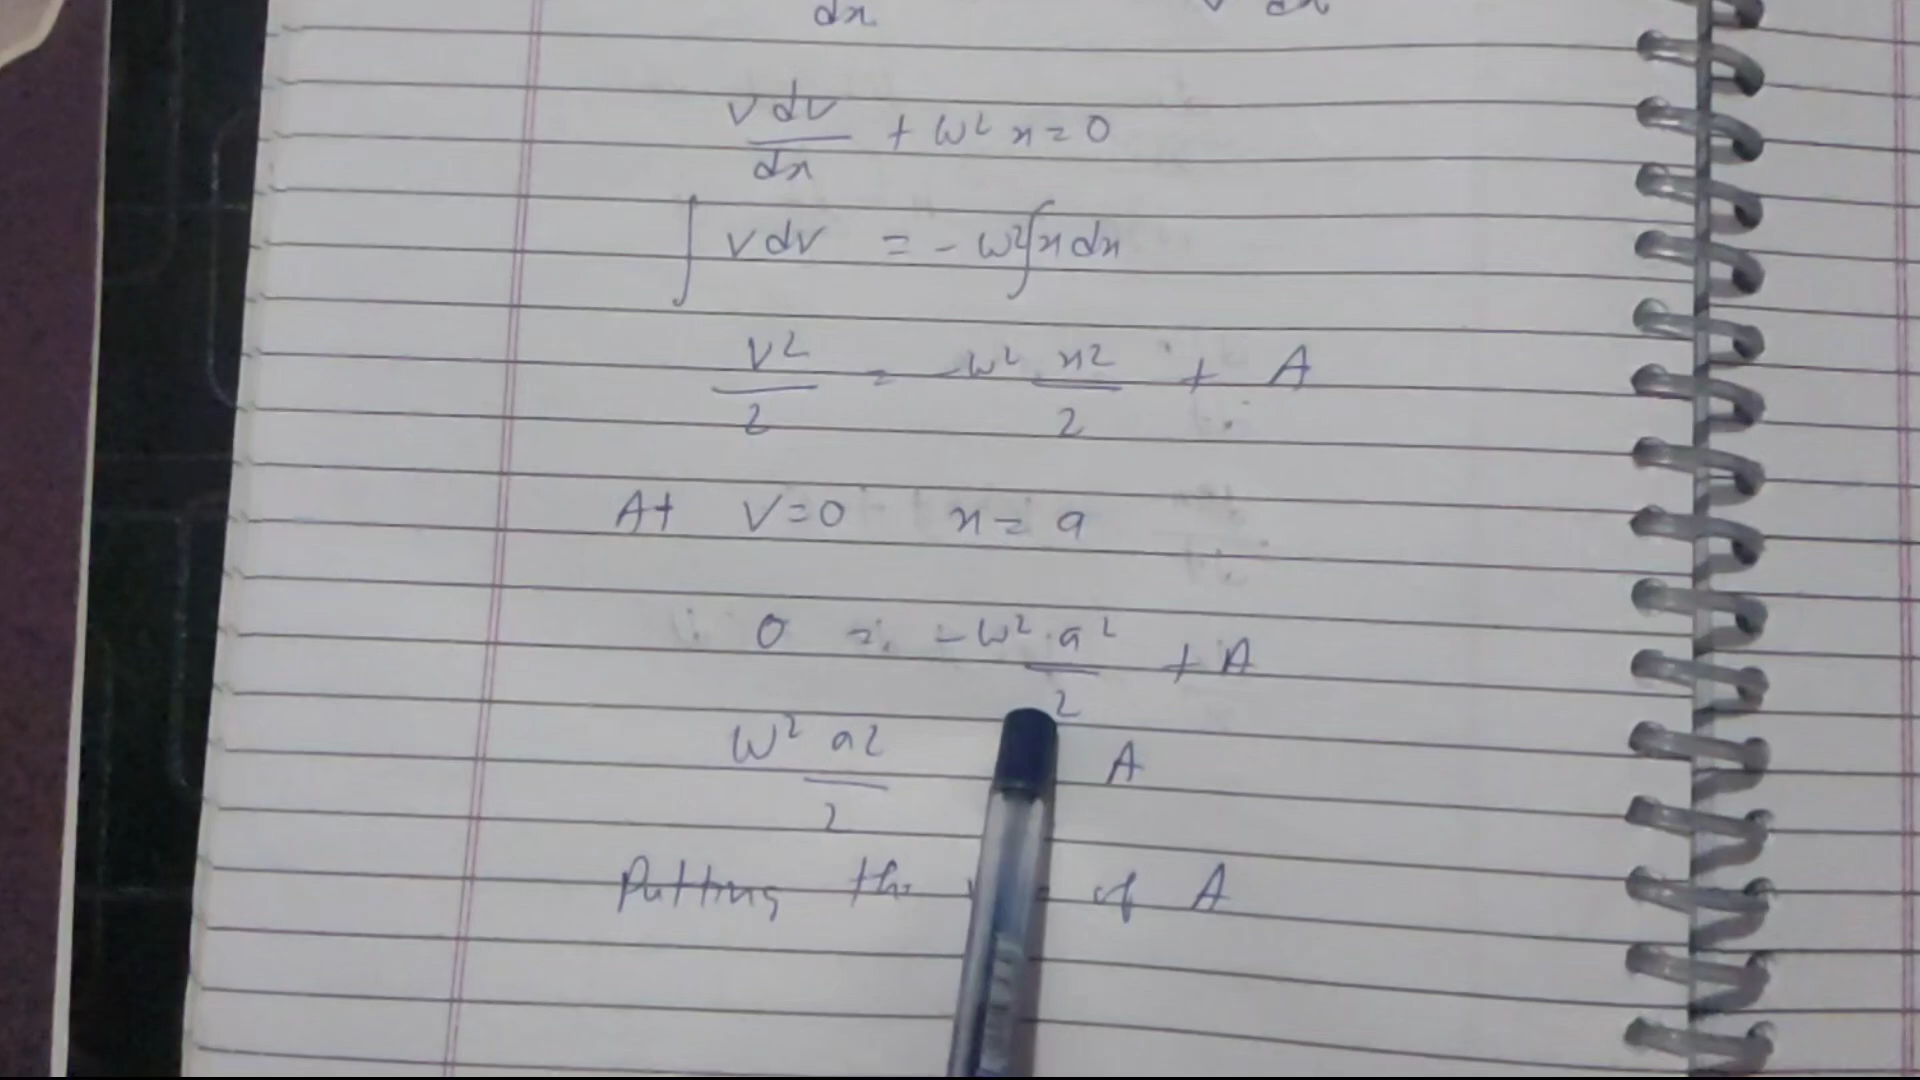 dx dx
v dv/dx + ω² x = 0
∫ v dv = - ω² ∫ x dx
v²/2 = -ω² x²/2 + A
At v=0 x = a
0 = -ω² a²/2 + A
ω² a²/2 A
Putting the of A